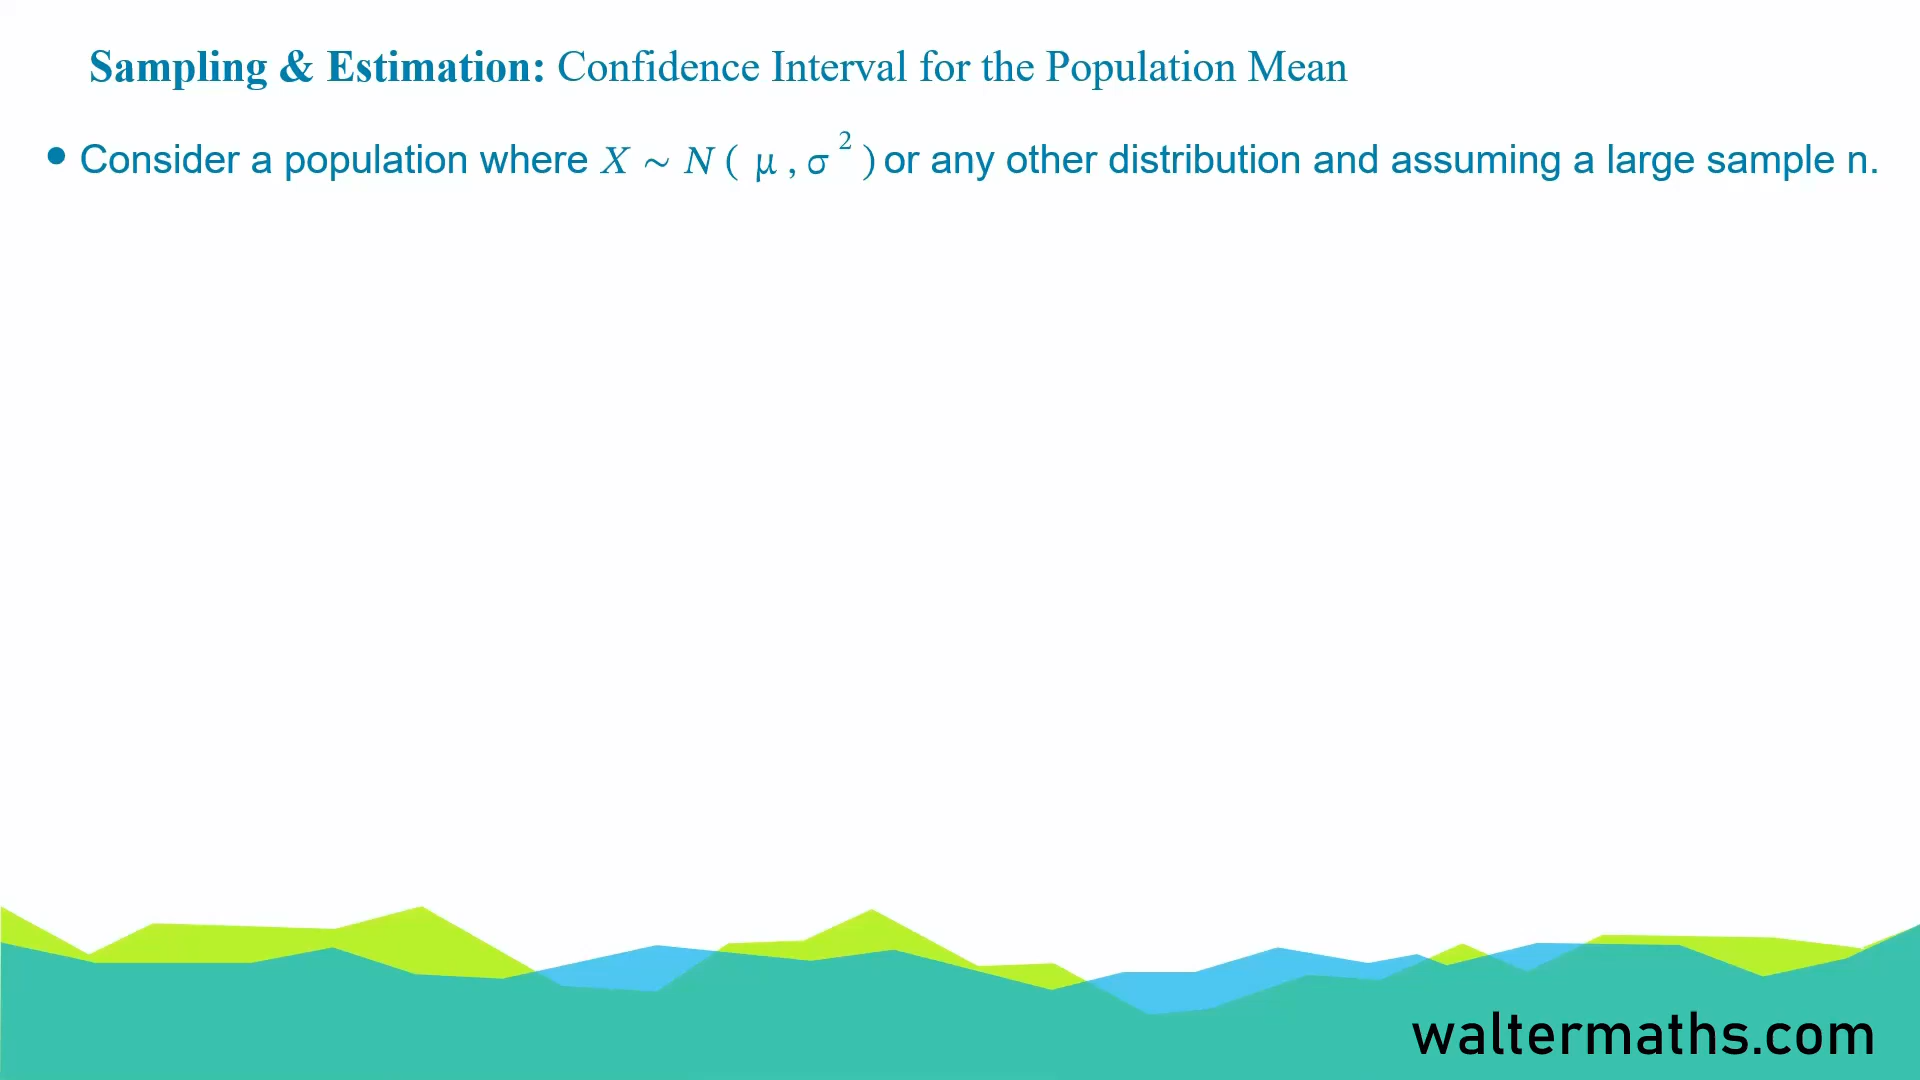 Sampling & Estimation: Confidence Interval for the Population Mean
• Consider a population where X ~ N ( μ , σ ² ) or any other distribution and assuming a large sample n.
waltermaths.com